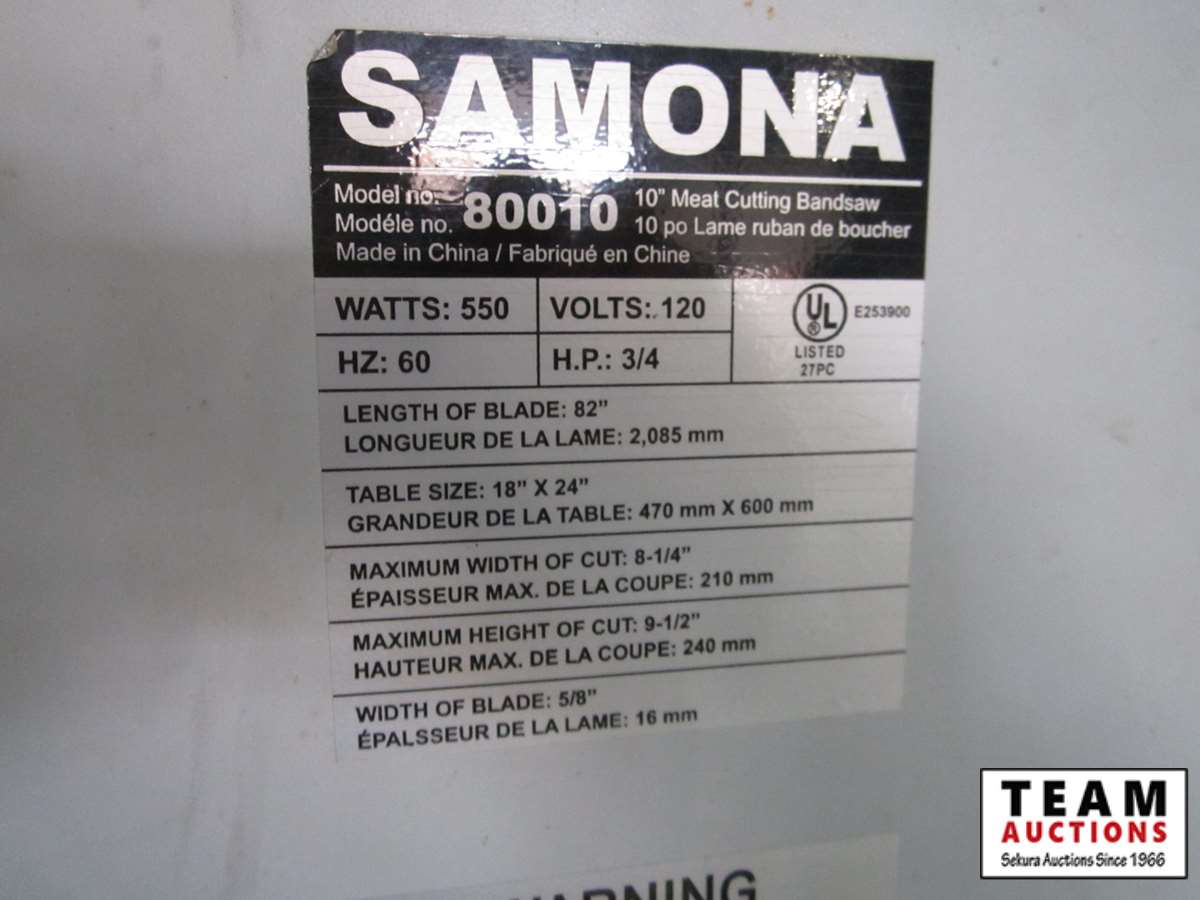 SAMONA
Model no. 80010 10” Meat Cutting Bandsaw
Modéle no. 10 po Lame ruban de boucher
Made in China / Fabriqué en Chine
WATTS: 550 VOLTS: 120 UL ® E253900
HZ: 60 H.P.: 3/4 LISTED
27PC
LENGTH OF BLADE: 82”
LONGUEUR DE LA LAME: 2,085 mm
TABLE SIZE: 18” X 24”
GRANDEUR DE LA TABLE: 470 mm X 600 mm
MAXIMUM WIDTH OF CUT: 8-1/4”
ÉPAISSEUR MAX. DE LA COUPE: 210 mm
MAXIMUM HEIGHT OF CUT: 9-1/2”
HAUTEUR MAX. DE LA COUPE: 240 mm
WIDTH OF BLADE: 5/8”
ÉPALSSEUR DE LA LAME: 16 mm
WARNING
TEAM
AUCTIONS
Sekura Auctions Since 1966